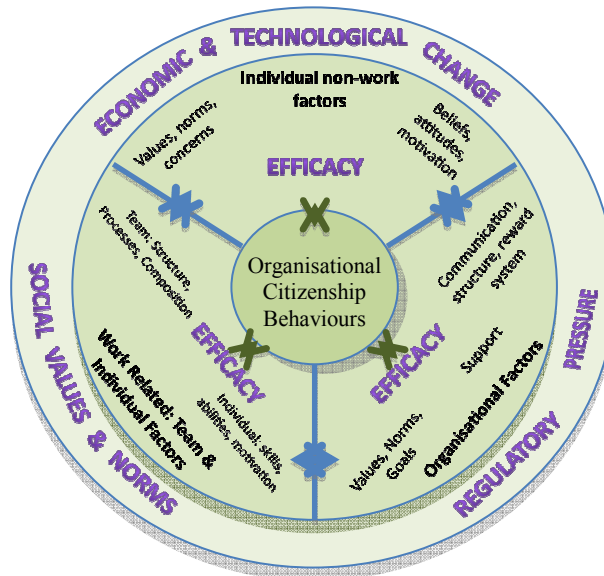 ECONOMIC & TECHNOLOGICAL CHANGE
Individual non-work
factors
Values, norms,
concerns
Beliefs,
attitudes,
motivation
EFFICACY
Team: Structure,
Processes, Composition
Communication,
structure, reward
system
Organisational
Citizenship
Behaviours
EFFICACY
EFFICACY
Support
Work Related: Team &
Individual Factors
Individual: skills,
abilities, motivation
Values, Norms,
Goals
Organisational Factors
SOCIAL VALUES & NORMS
REGULATORY PRESSURE